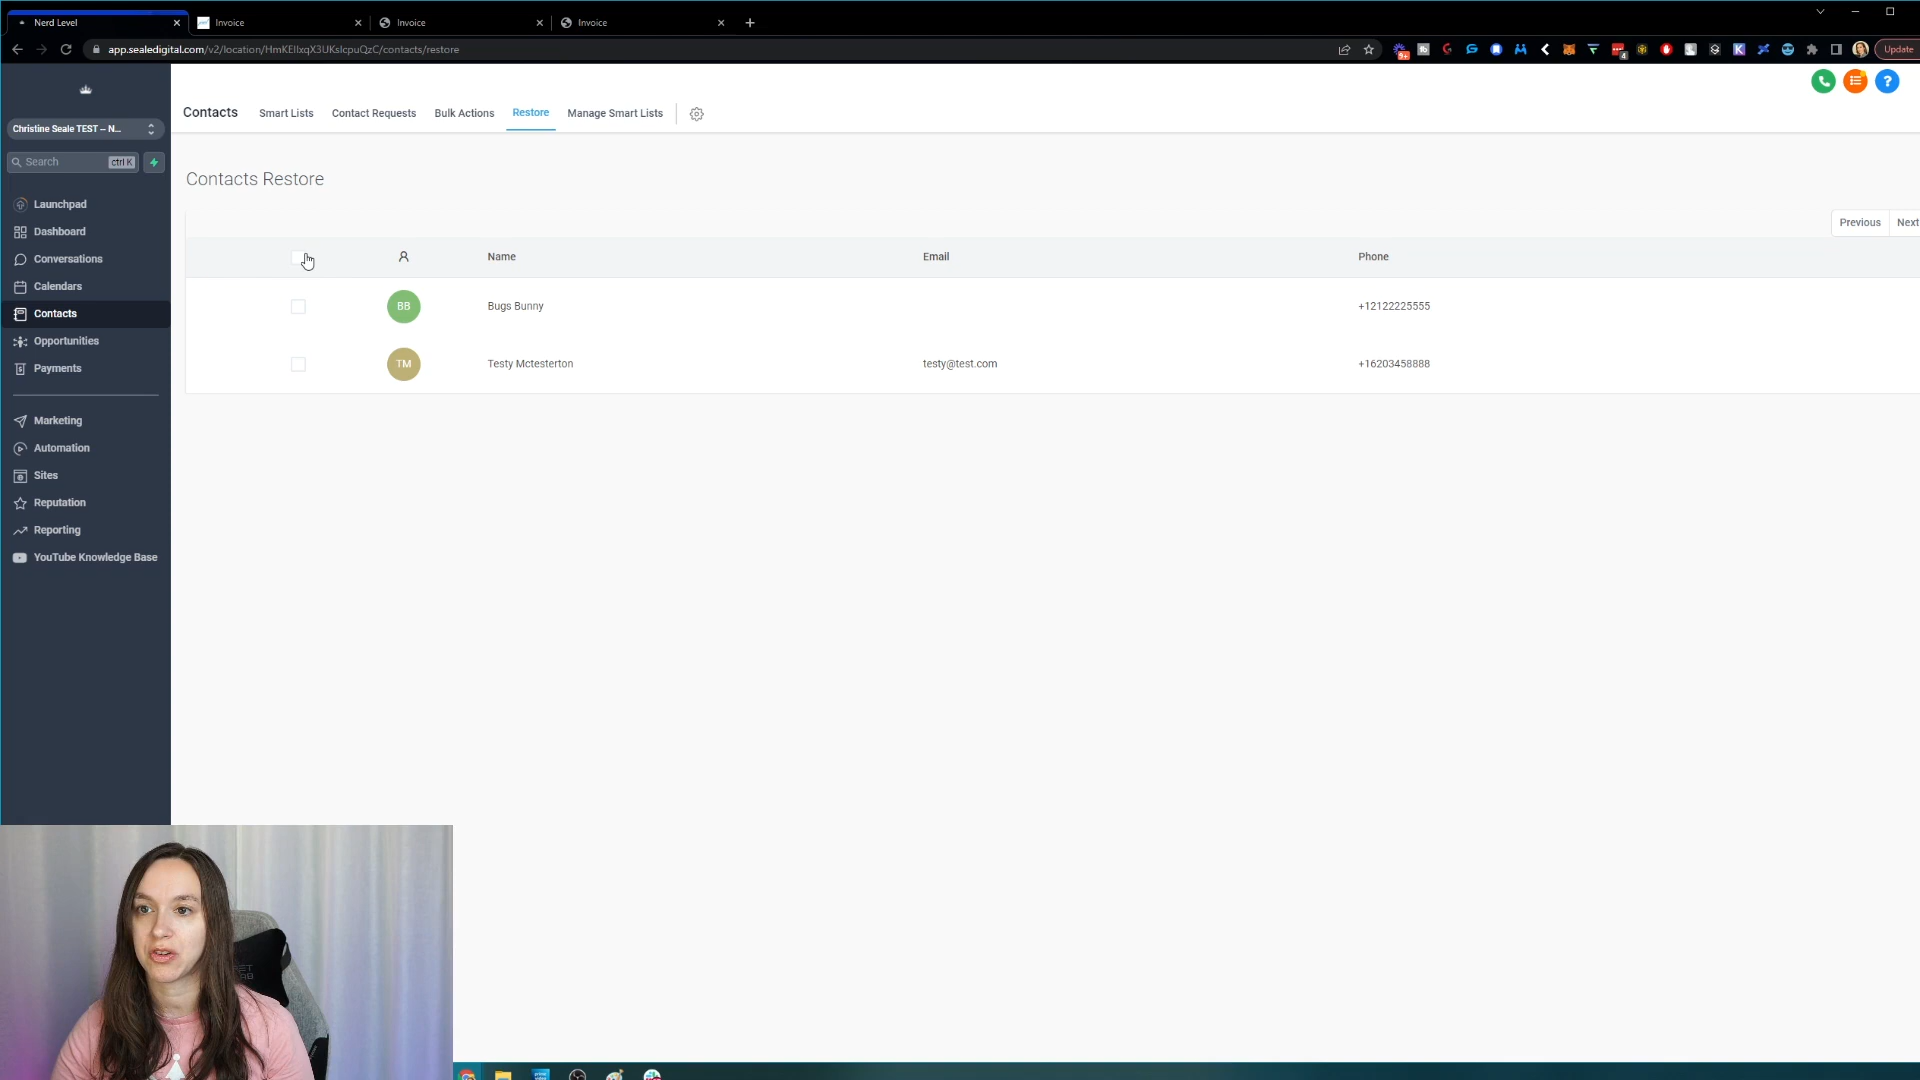 Nerd Level
Invoice
Invoice
Invoice
app.sealedigital.com/v2/location/HmKEIlxqX3UKslcpuQzC/contacts/restore
Update
Christine Seale TEST – N...
Search
ctrl K
Launchpad
Dashboard
Conversations
Calendars
Contacts
Opportunities
Payments
Marketing
Automation
Sites
Reputation
Reporting
YouTube Knowledge Base
Contacts Smart Lists Contact Requests Bulk Actions Restore Manage Smart Lists
Contacts Restore
Previous Next
Name Email Phone
BB Bugs Bunny +12122225555
TM Testy Mctesterton testy@test.com +16203458888